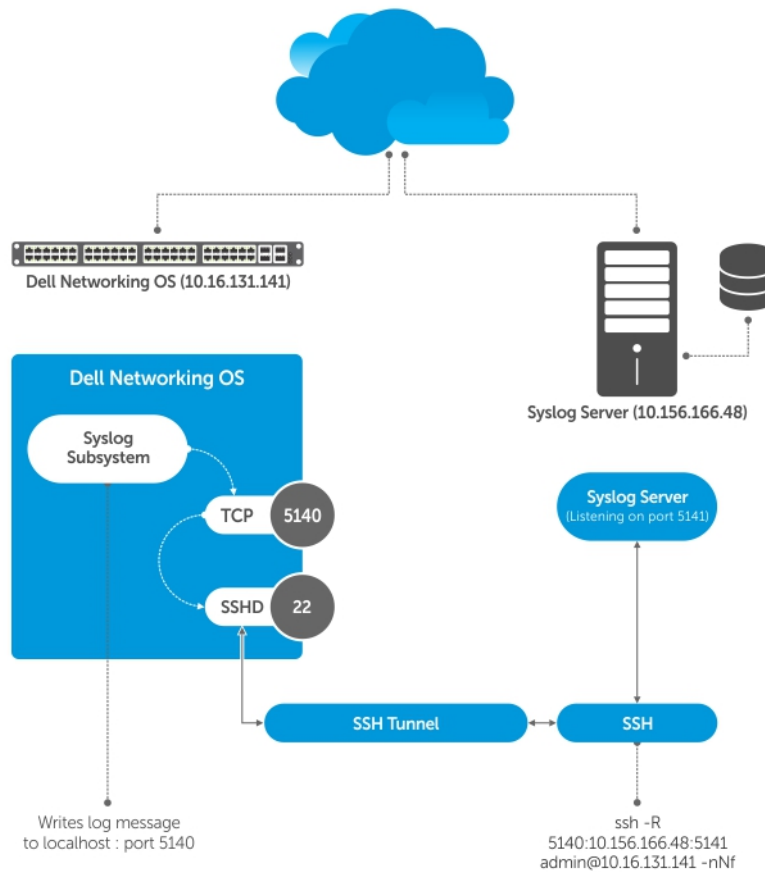 Dell Networking OS (10.16.131.141)
Syslog Server (10.156.166.48)
Dell Networking OS
Syslog
Subsystem
TCP
5140
SSHD
22
Syslog Server
(Listening on port 5141)
SSH Tunnel
SSH
Writes log message
to localhost : port 5140
ssh -R
5140:10.156.166.48:5141
admin@10.16.131.141 -nNf